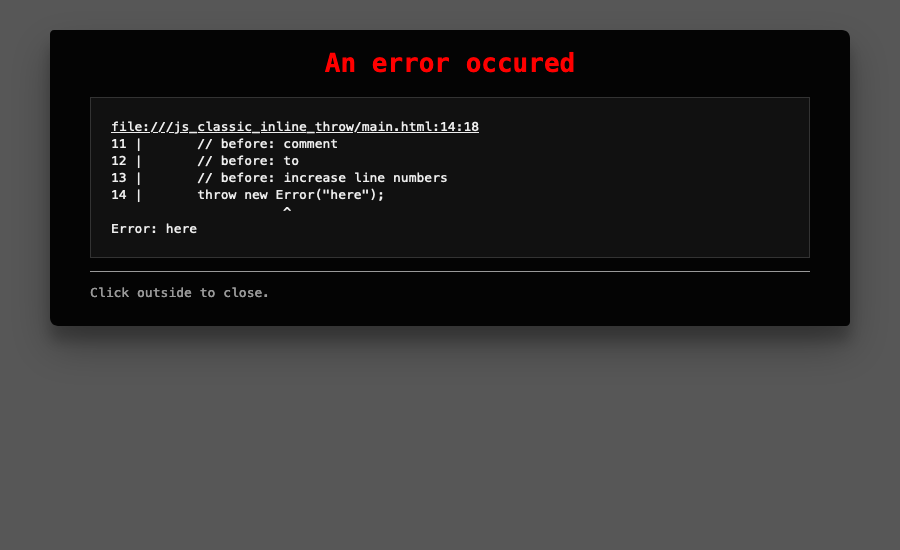 An error occured
file:///js_classic_inline_throw/main.html:14:18
11 |       // before: comment
12 |       // before: to
13 |       // before: increase line numbers
14 |       throw new Error("here");
                      ^
Error: here
Click outside to close.